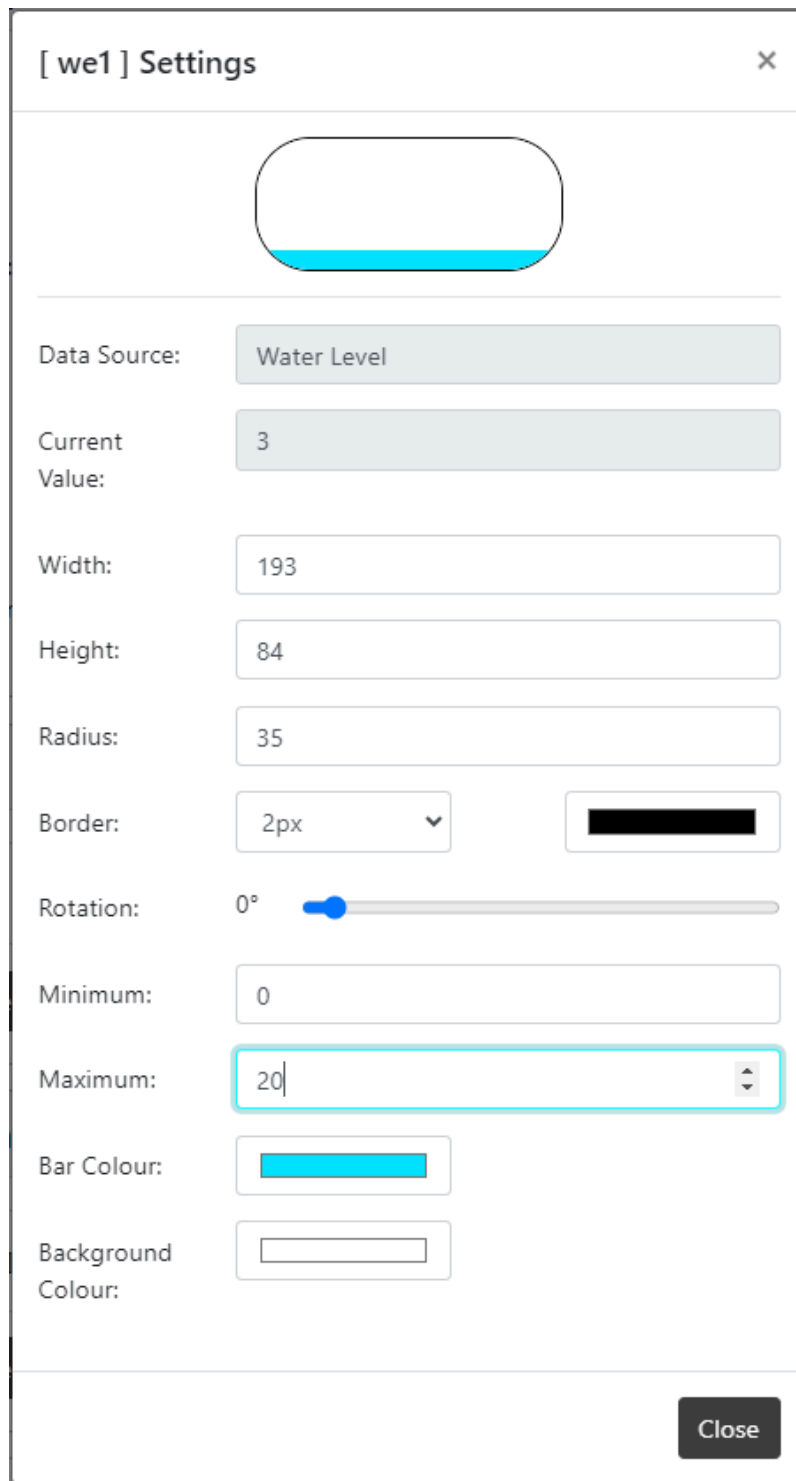 [ we1 ] Settings ×
Data Source: Water Level
Current
Value: 3
Width: 193
Height: 84
Radius: 35
Border: 2px
Rotation: 0°
Minimum: 0
Maximum: 20
Bar Colour:
Background
Colour:
Close